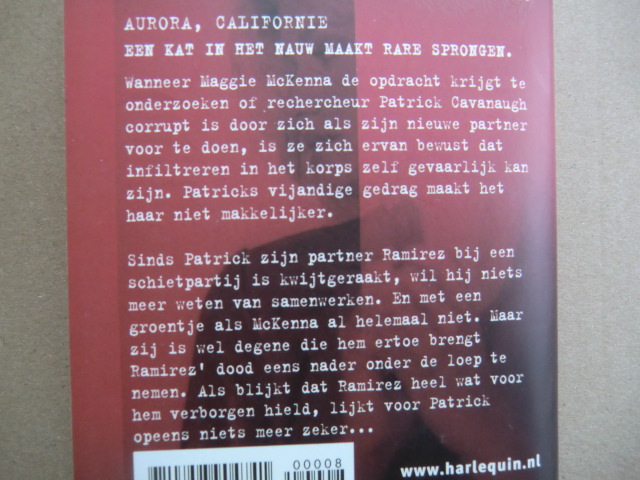 AURORA, CALIFORNIE
EEN KAT IN HET NAUW MAAKT RARE SPRONGEN.
Wanneer Maggie McKenna de opdracht krijgt te
onderzoeken of rechercheur Patrick Cavanaugh
corrupt is door zich als zijn nieuwe partner
voor te doen, is ze zich ervan bewust dat
infiltreren in het korps zelf gevaarlijk kan
zijn. Patricks vijandige gedrag maakt het
haar niet makkelijker.
Sinds Patrick zijn partner Ramirez bij een
schietpartij is kwijtgeraakt, wil hij niets
meer weten van samenwerken. En met een
groentje als McKenna al helemaal niet. Maar
zij is wel degene die hem ertoe brengt
Ramirez' dood eens nader onder de loep te
nemen. Als blijkt dat Ramirez heel wat voor
hem verborgen hield, lijkt voor Patrick
opeens niets meer zeker...
00008
www.harlequin.nl